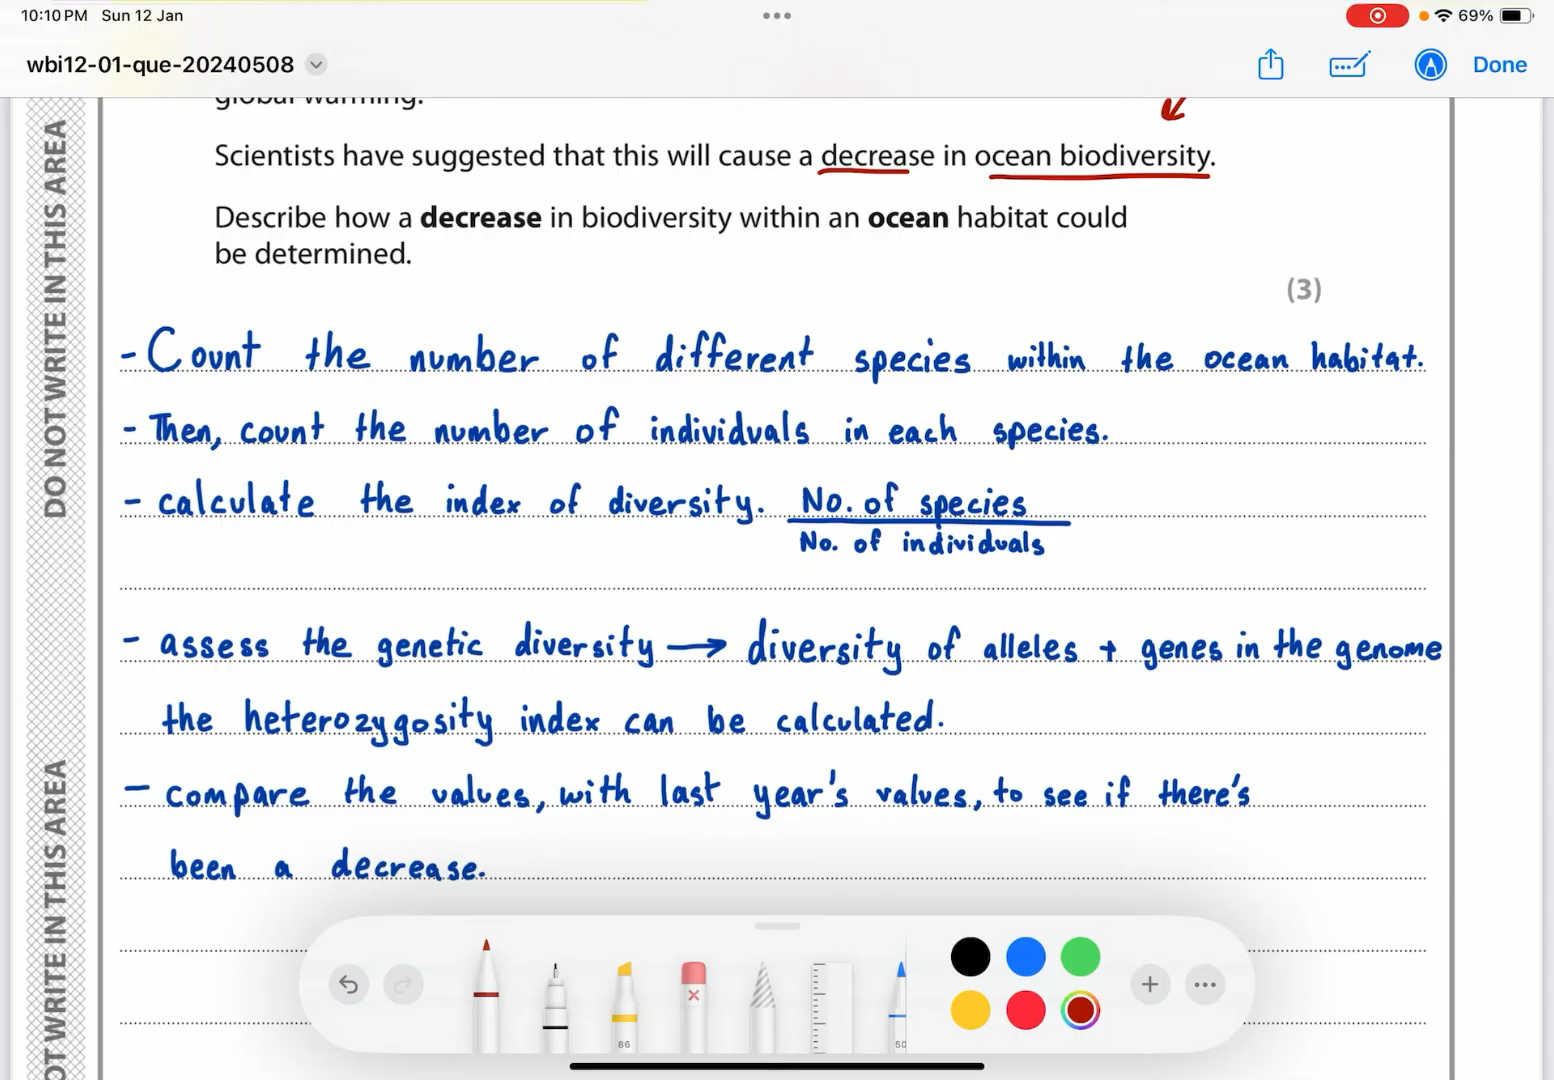 10:10 PM Sun 12 Jan
69%
wbi12-01-que-20240508
Done
global warming.
Scientists have suggested that this will cause a decrease in ocean biodiversity.
Describe how a decrease in biodiversity within an ocean habitat could
be determined.
(3)
- Count the number of different species within the ocean habitat.
- Then, count the number of individuals in each species.
- calculate the index of diversity. No. of species
No. of individuals
- assess the genetic diversity → diversity of alleles + genes in the genome
the heterozygosity index can be calculated.
- compare the values, with last year's values, to see if there's
been a decrease.
DO NOT WRITE IN THIS AREA
OT WRITE IN THIS AREA
86
50